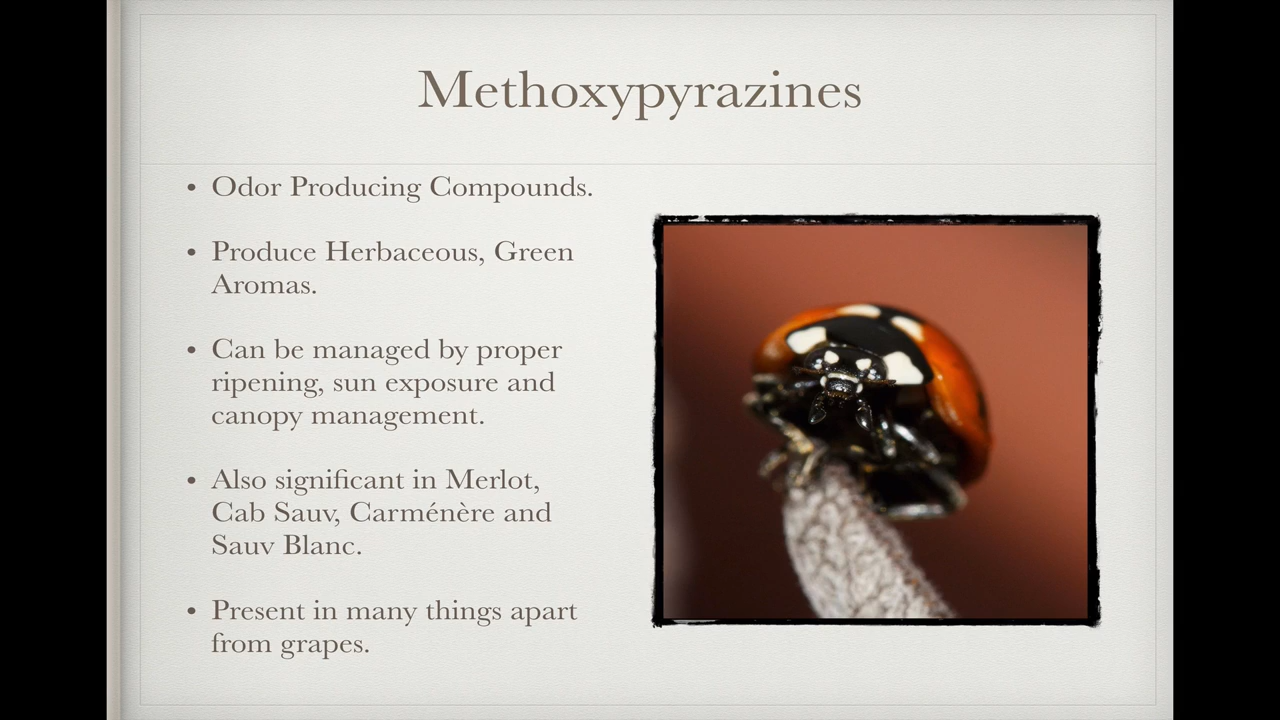 Methoxypyrazines
• Odor Producing Compounds.
• Produce Herbaceous, Green
Aromas.
• Can be managed by proper
ripening, sun exposure and
canopy management.
• Also significant in Merlot,
Cab Sauv, Carménère and
Sauv Blanc.
• Present in many things apart
from grapes.